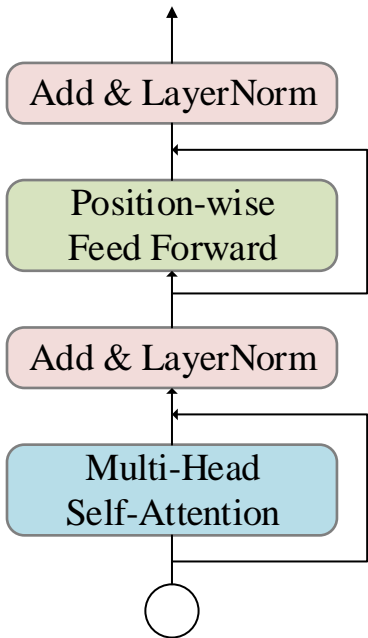 Add & LayerNorm
Position-wise
Feed Forward
Add & LayerNorm
Multi-Head
Self-Attention